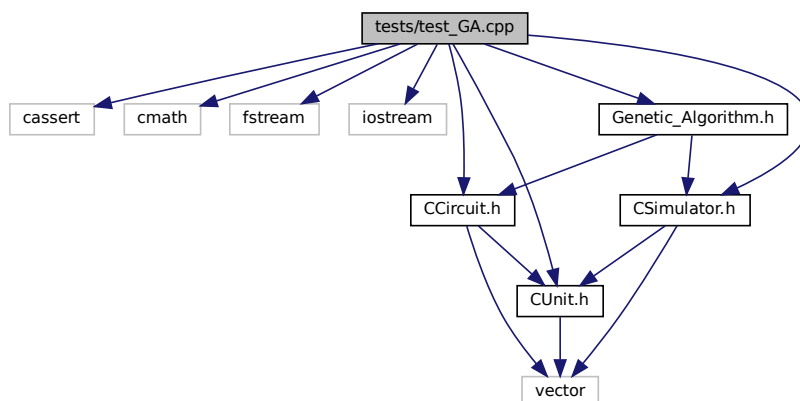 tests/test_GA.cpp
cassert
cmath
fstream
iostream
Genetic_Algorithm.h
CCircuit.h
CSimulator.h
CUnit.h
vector